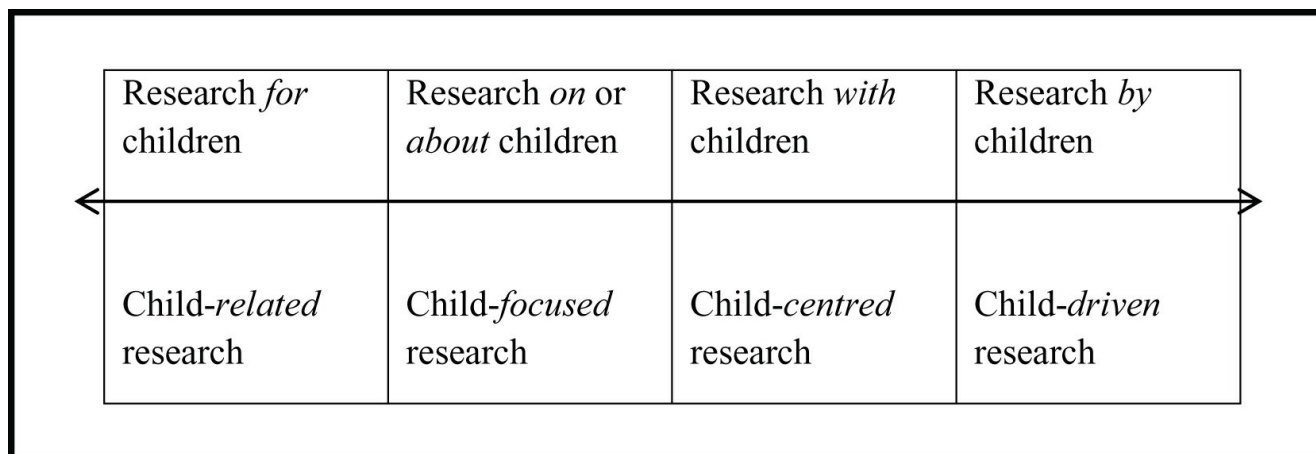 Research for
children
Research on or
about children
Research with
children
Research by
children
Child-related
research
Child-focused
research
Child-centred
research
Child-driven
research